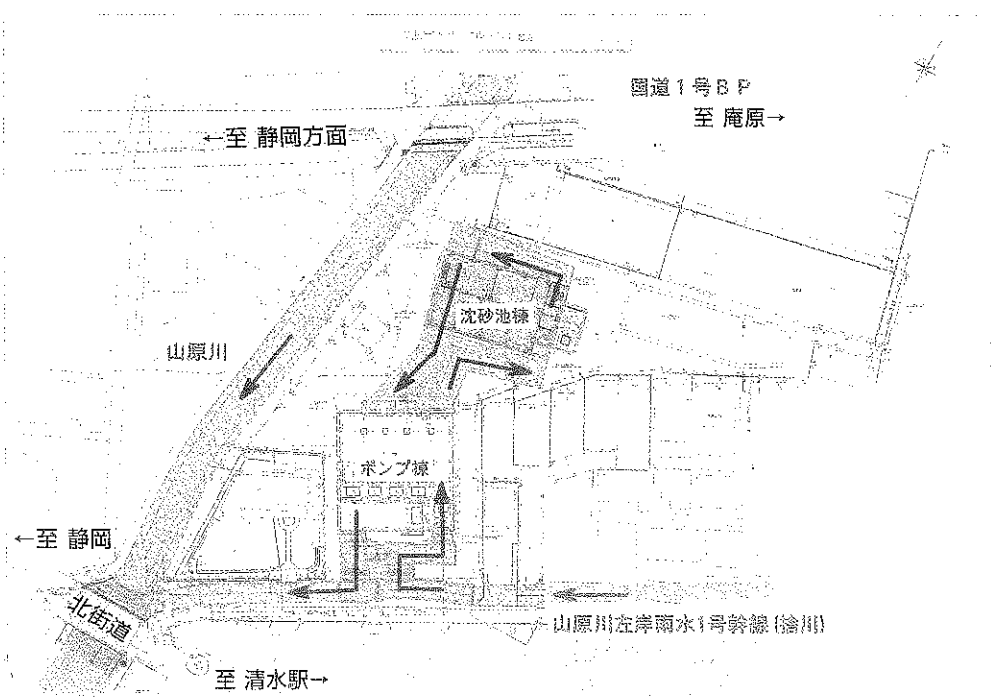 国道1号BP
至 庵原→
←至 静岡方面
沈砂池棟
山原川
ポンプ棟
←至 静岡
北街道
山原川左岸雨水1号幹線(捨川)
至 清水駅→